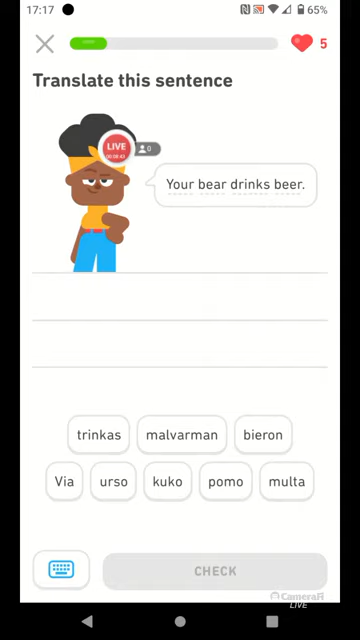 17:17 65%
5
Translate this sentence
LIVE
0
Your bear drinks beer.
trinkas malvarman bieron
Via urso kuko pomo multa
CHECK
CameraFi
LIVE